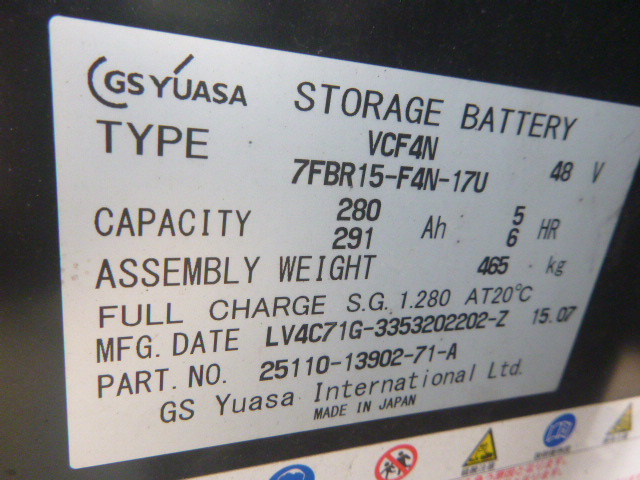 GS YUASA STORAGE BATTERY
TYPE VCF4N
7FBR15-F4N-17U 48 V
CAPACITY 280 Ah 5 HR
291 6
ASSEMBLY WEIGHT 465 kg
FULL CHARGE S.G. 1.280 AT20℃
MFG. DATE LV4C71G-3353202202-Z 15.07
PART. NO. 25110-13902-71-A
GS Yuasa International Ltd.
MADE IN JAPAN